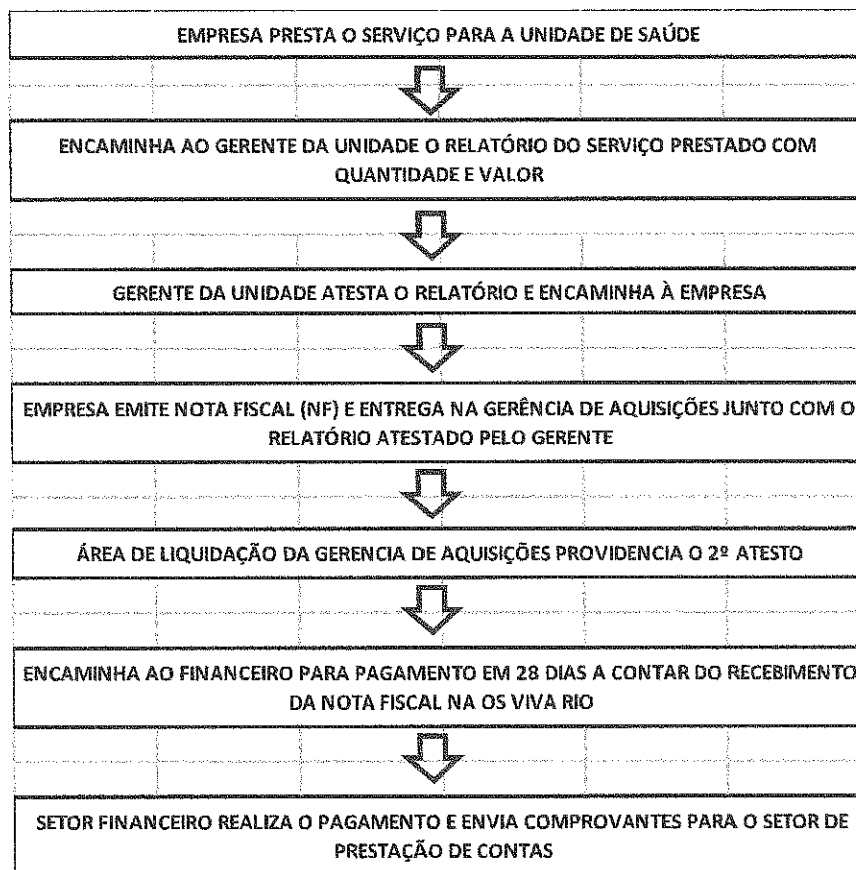 EMPRESA PRESTA O SERVIÇO PARA A UNIDADE DE SAÚDE
ENCAMINHA AO GERENTE DA UNIDADE O RELATÓRIO DO SERVIÇO PRESTADO COM
QUANTIDADE E VALOR
GERENTE DA UNIDADE ATESTA O RELATÓRIO E ENCAMINHA À EMPRESA
EMPRESA EMITE NOTA FISCAL (NF) E ENTREGA NA GERÊNCIA DE AQUISIÇÕES JUNTO COM O
RELATÓRIO ATESTADO PELO GERENTE
ÁREA DE LIQUIDAÇÃO DA GERENCIA DE AQUISIÇÕES PROVIDENCIA O 2º ATESTO
ENCAMINHA AO FINANCEIRO PARA PAGAMENTO EM 28 DIAS A CONTAR DO RECEBIMENTO
DA NOTA FISCAL NA OS VIVA RIO
SETOR FINANCEIRO REALIZA O PAGAMENTO E ENVIA COMPROVANTES PARA O SETOR DE
PRESTAÇÃO DE CONTAS